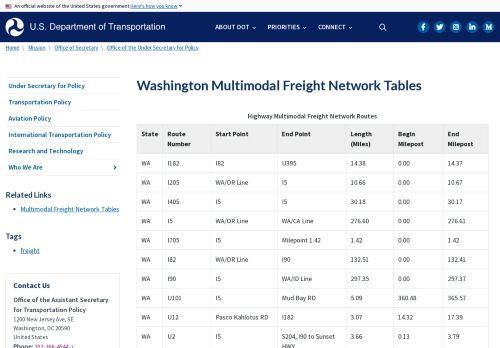 An official website of the United States government Here's how you know
U.S. Department of Transportation
ABOUT DOT
PRIORITIES
CONNECT
Home \ Mission \ Office of Secretary \ Office of the Under Secretary for Policy
Under Secretary for Policy
Transportation Policy
Aviation Policy
International Transportation Policy
Research and Technology
Who We Are
Related Links
Multimodal Freight Network Tables
Tags
freight
Contact Us
Office of the Assistant Secretary
for Transportation Policy
1200 New Jersey Ave, SE
Washington, DC 20590
United States
Phone: 202-366-4544
Washington Multimodal Freight Network Tables
Highway Multimodal Freight Network Routes
State Route Number Start Point End Point Length (Miles) Begin Milepost End Milepost
WA I182 I82 U395 14.38 0.00 14.37
WA I205 WA/OR Line I5 10.66 0.00 10.67
WA I405 I5 I5 30.18 0.00 30.17
WA I5 WA/OR Line WA/CA Line 276.60 0.00 276.61
WA I705 I5 Milepoint 1.42 1.42 0.00 1.42
WA I82 WA/OR Line I90 132.51 0.00 132.41
WA I90 I5 WA/ID Line 297.35 0.00 297.37
WA U101 I5 Mud Bay RD 5.09 360.48 365.57
WA U12 Pasco Kahlotus RD I182 3.07 14.32 17.39
WA U2 I5 S204, I90 to Sunset HWY 3.66 0.13 3.79